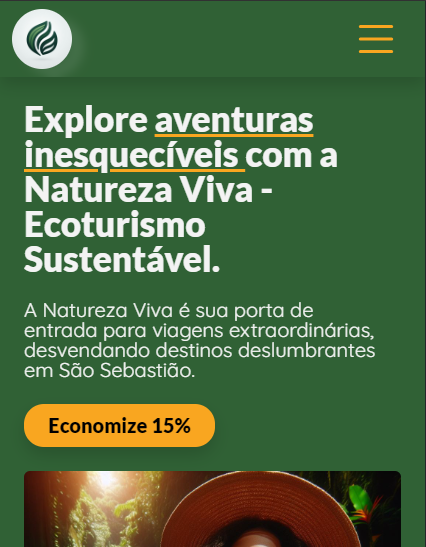 Explore aventuras
inesquecíveis com a
Natureza Viva -
Ecoturismo
Sustentável.
A Natureza Viva é sua porta de
entrada para viagens extraordinárias,
desvendando destinos deslumbrantes
em São Sebastião.
Economize 15%